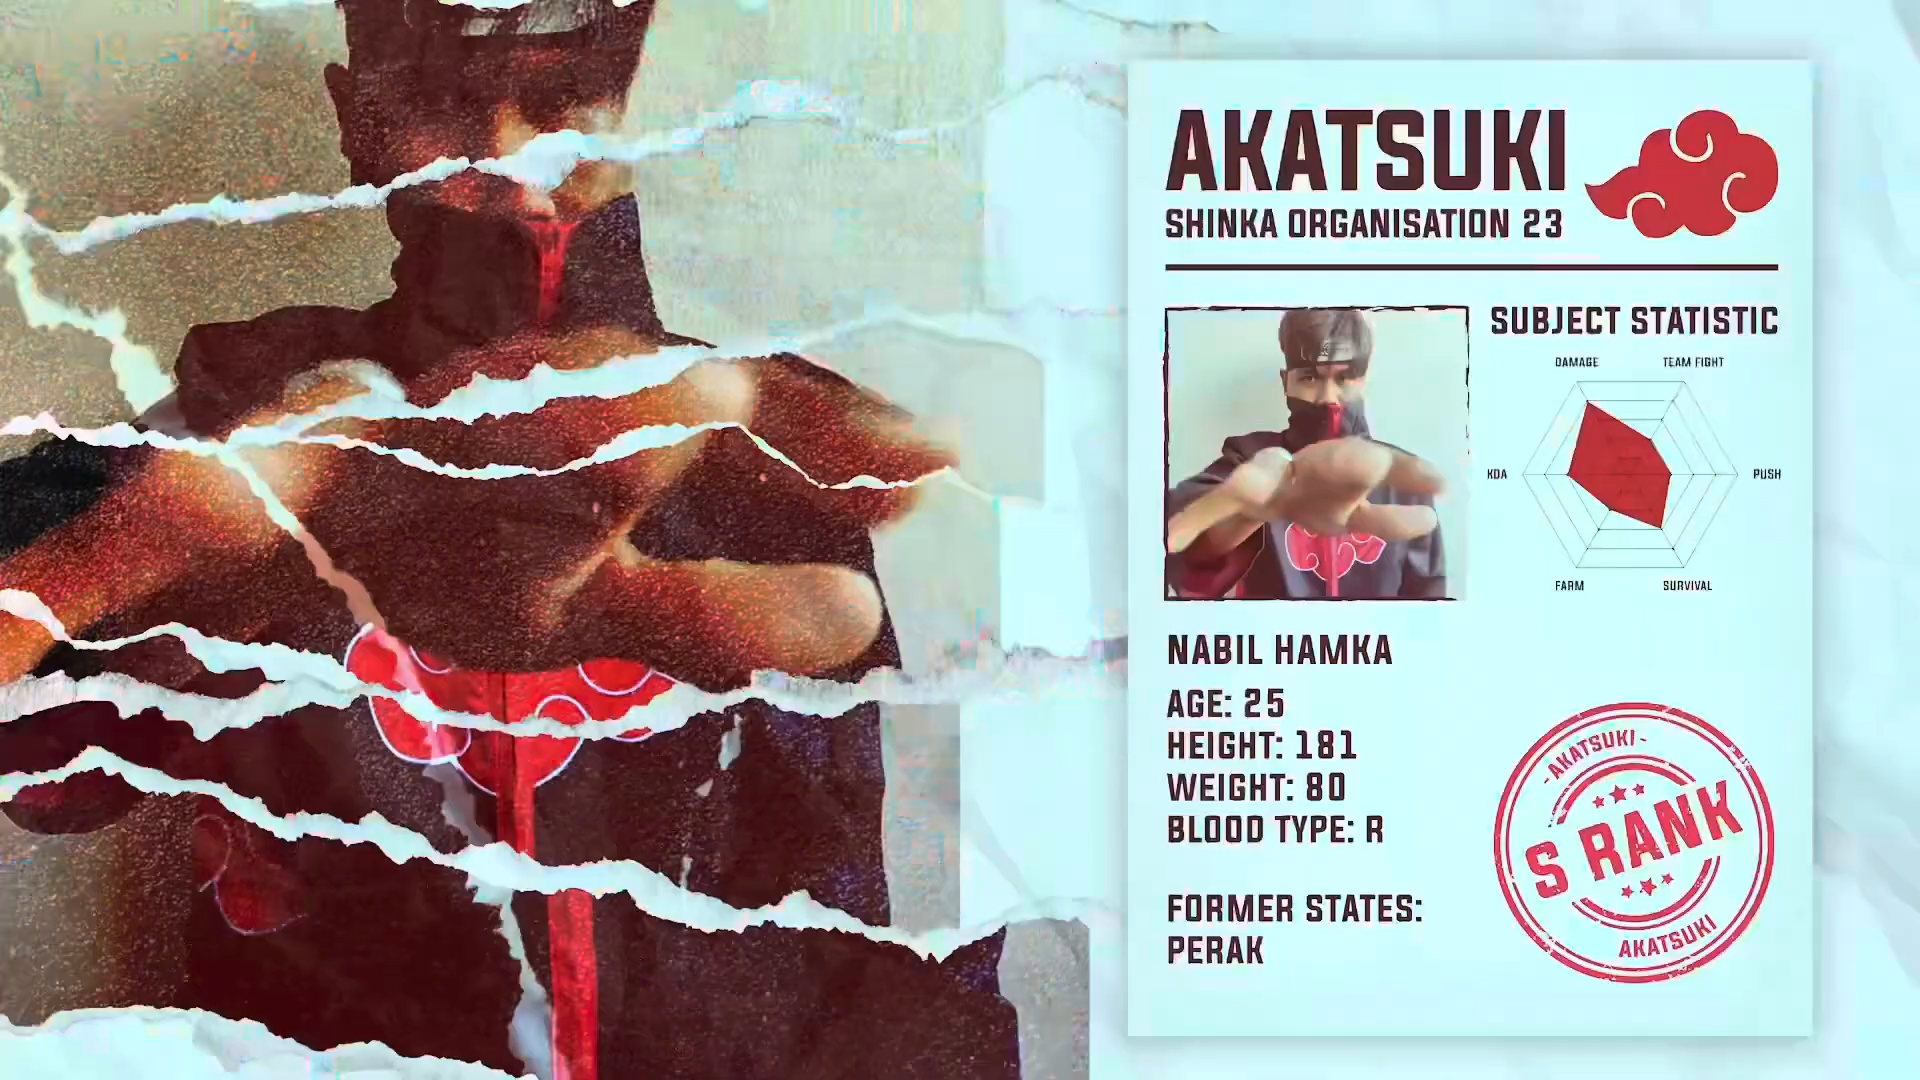 AKATSUKI
SHINKA ORGANISATION 23
SUBJECT STATISTIC
DAMAGE
TEAM FIGHT
KDA
PUSH
FARM
SURVIVAL
NABIL HAMKA
AGE: 25
HEIGHT: 181
WEIGHT: 80
BLOOD TYPE: R
FORMER STATES:
PERAK
- AKATSUKI -
S RANK
AKATSUKI